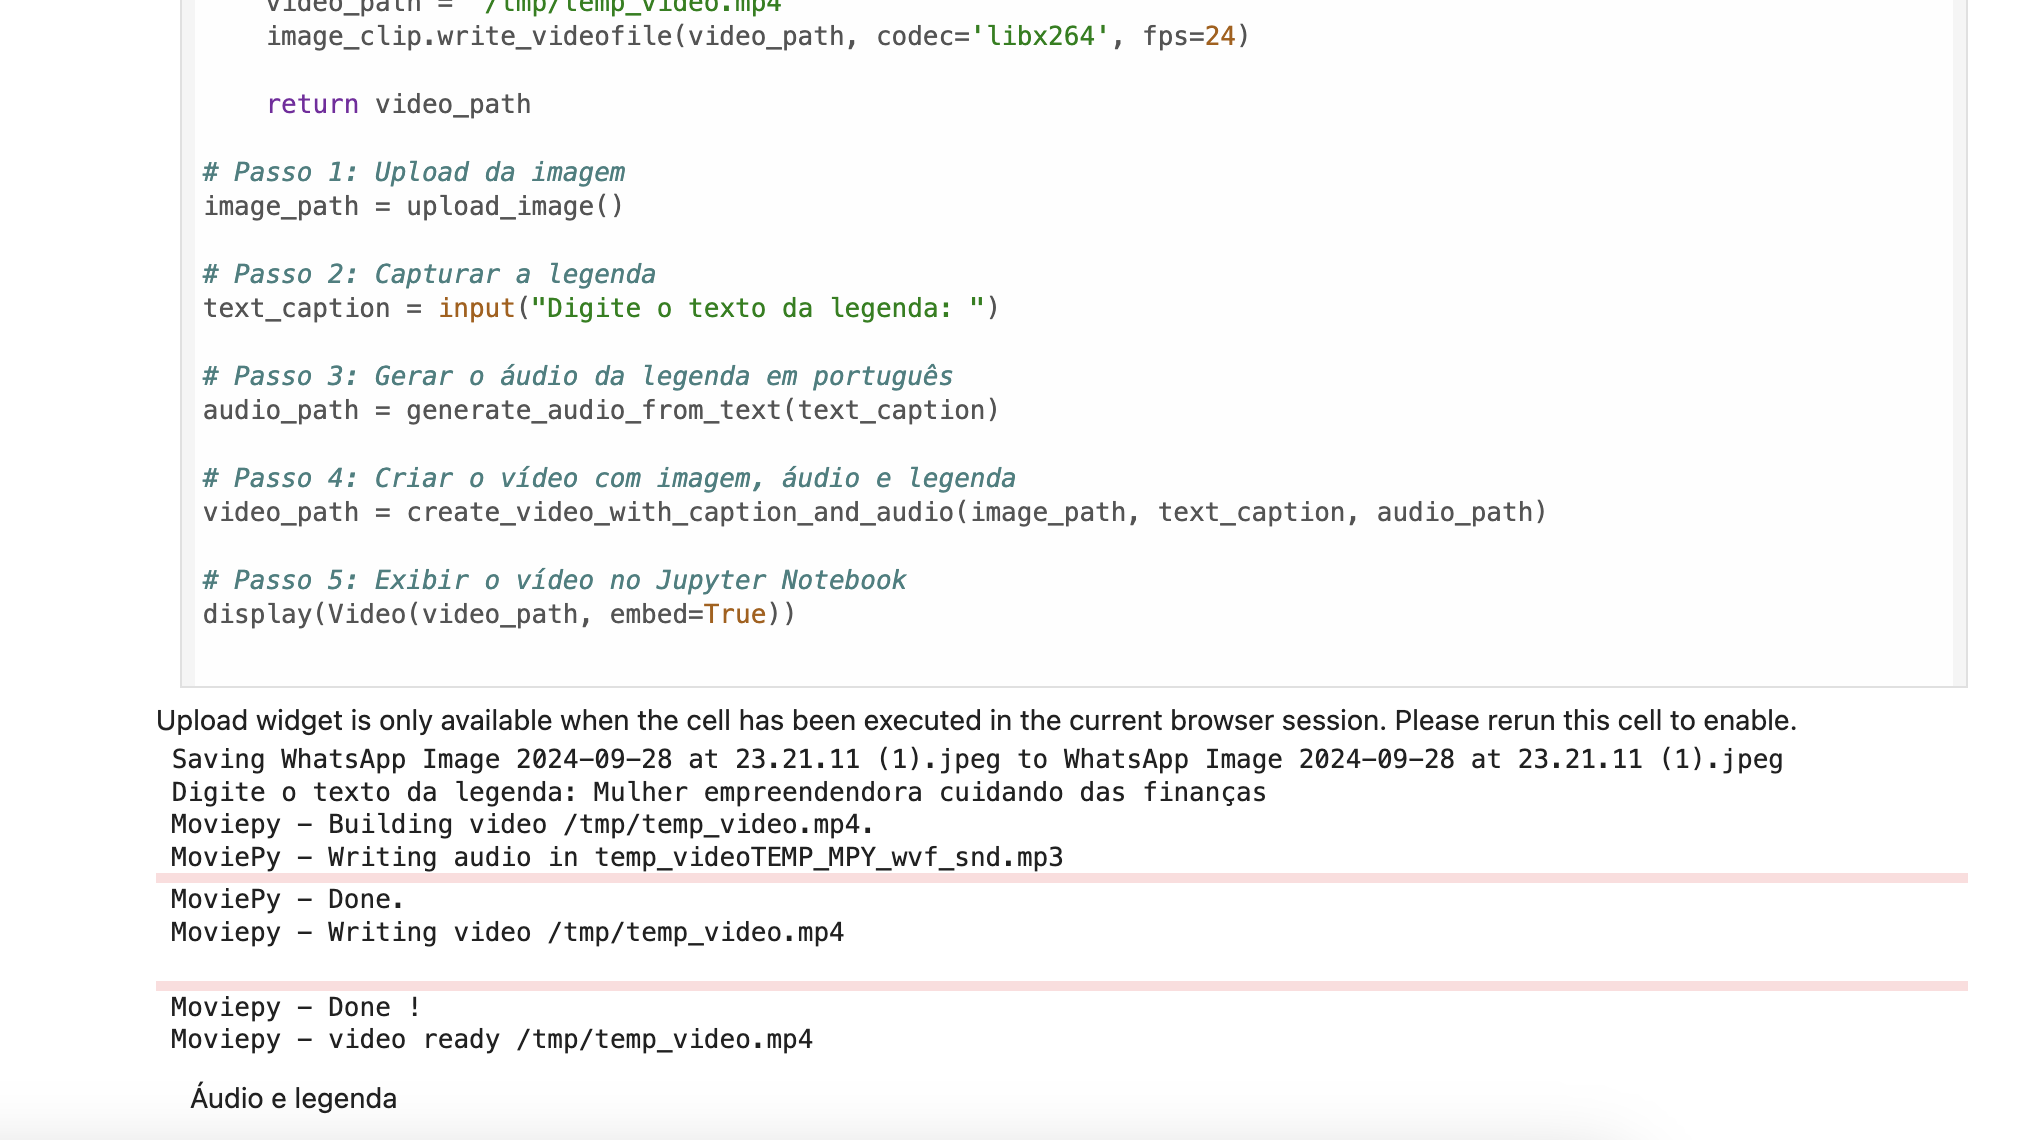 video_path = "/tmp/temp_video.mp4"
image_clip.write_videofile(video_path, codec='libx264', fps=24)
return video_path
# Passo 1: Upload da imagem
image_path = upload_image()
# Passo 2: Capturar a legenda
text_caption = input("Digite o texto da legenda: ")
# Passo 3: Gerar o áudio da legenda em português
audio_path = generate_audio_from_text(text_caption)
# Passo 4: Criar o vídeo com imagem, áudio e legenda
video_path = create_video_with_caption_and_audio(image_path, text_caption, audio_path)
# Passo 5: Exibir o vídeo no Jupyter Notebook
display(Video(video_path, embed=True))
Upload widget is only available when the cell has been executed in the current browser session. Please rerun this cell to enable.
Saving WhatsApp Image 2024-09-28 at 23.21.11 (1).jpeg to WhatsApp Image 2024-09-28 at 23.21.11 (1).jpeg
Digite o texto da legenda: Mulher empreendendora cuidando das finanças
Moviepy - Building video /tmp/temp_video.mp4.
MoviePy - Writing audio in temp_videoTEMP_MPY_wvf_snd.mp3
MoviePy - Done.
Moviepy - Writing video /tmp/temp_video.mp4
Moviepy - Done !
Moviepy - video ready /tmp/temp_video.mp4
Áudio e legenda